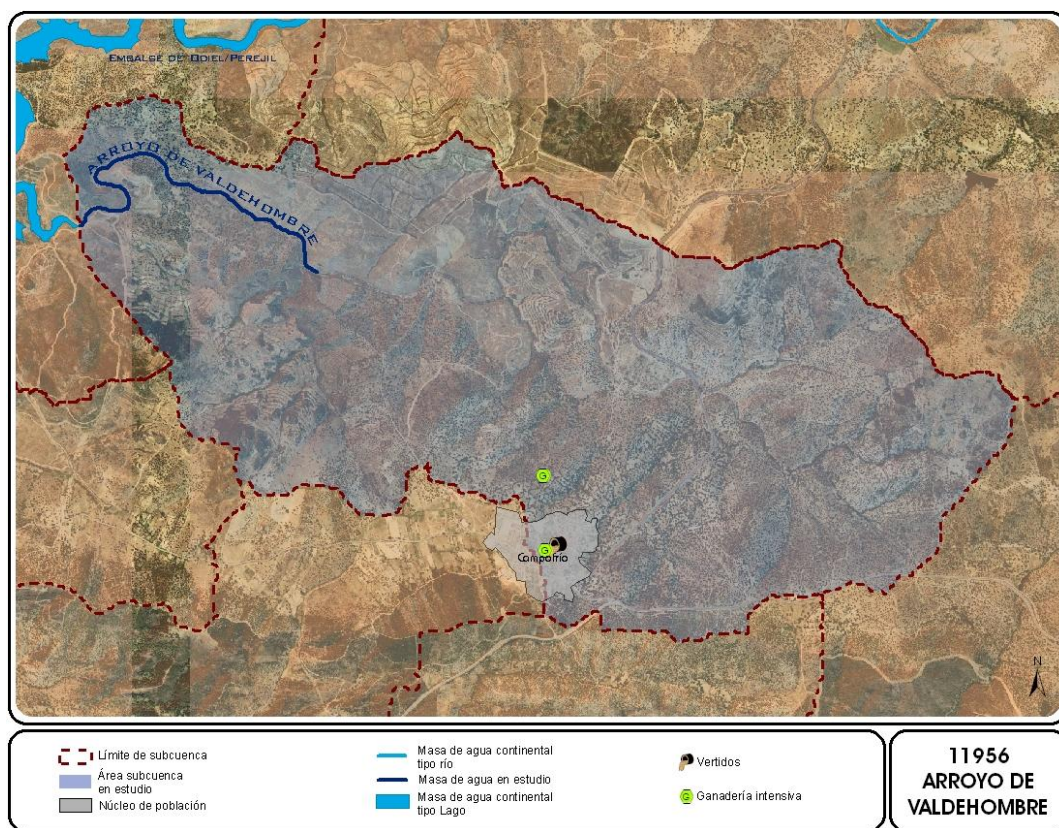 EMBALSE DE ODIEL/PEREJIL
ARROYO DE VALDEHOMBRE
G
G
Campofrío
N
Límite de subcuenca
Área subcuenca
en estudio
Núcleo de población
Masa de agua continental
tipo río
Masa de agua en estudio
Masa de agua continental
tipo Lago
Vertidos
G
Ganadería intensiva
11956
ARROYO DE
VALDEHOMBRE